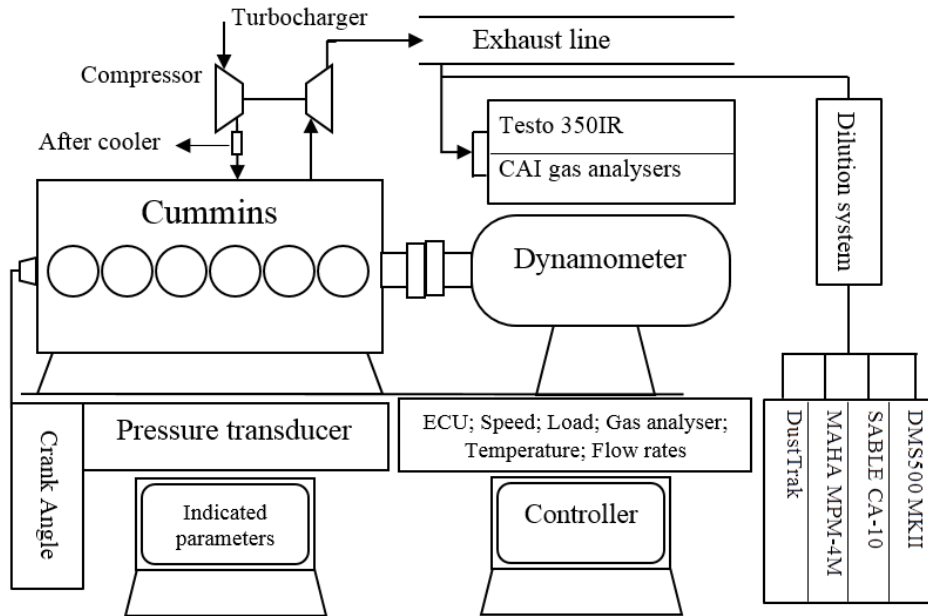 Turbocharger
Exhaust line
Compressor
After cooler
Testo 350IR
CAI gas analysers
Dilution system
Cummins
Dynamometer
Crank Angle
Pressure transducer
ECU; Speed; Load; Gas analyser;
Temperature; Flow rates
Indicated
parameters
Controller
DustTrak
MAHA MPM-4M
SABLE CA-10
DMS500 MKII